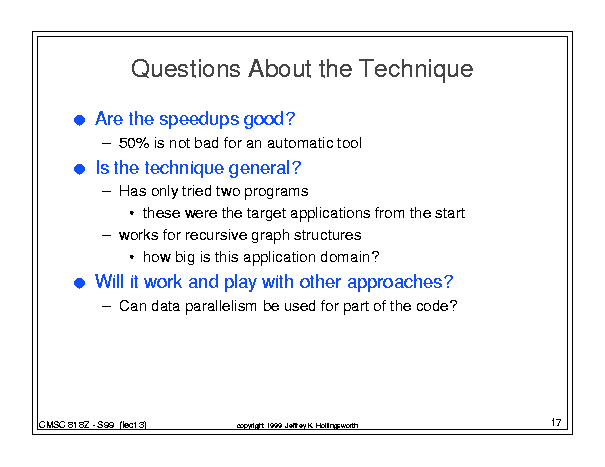 Questions About the Technique
● Are the speedups good?
– 50% is not bad for an automatic tool
● Is the technique general?
– Has only tried two programs
• these were the target applications from the start
– works for recursive graph structures
• how big is this application domain?
● Will it work and play with other approaches?
– Can data parallelism be used for part of the code?
CMSC 818Z - S99 (lect 3)
copyright 1999 Jeffrey K. Hollingsworth
17